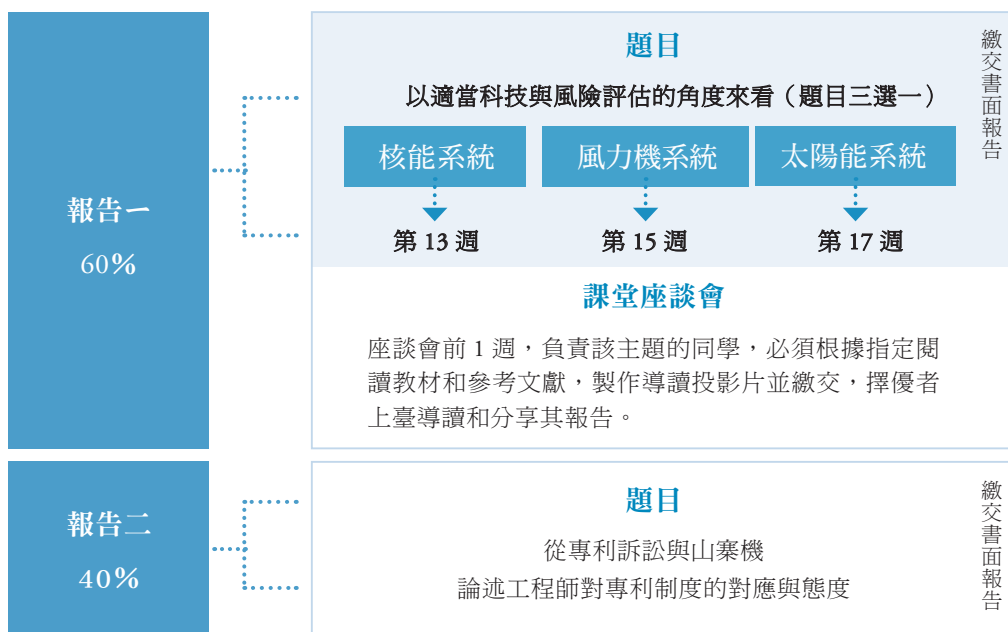 報告一
60%
題目
以適當科技與風險評估的角度來看（題目三選一）
核能系統
風力機系統
太陽能系統
第 13 週
第 15 週
第 17 週
繳交書面報告
課堂座談會
座談會前 1 週，負責該主題的同學，必須根據指定閱
讀教材和參考文獻，製作導讀投影片並繳交，擇優者
上臺導讀和分享其報告。
報告二
40%
題目
從專利訴訟與山寨機
論述工程師對專利制度的對應與態度
繳交書面報告